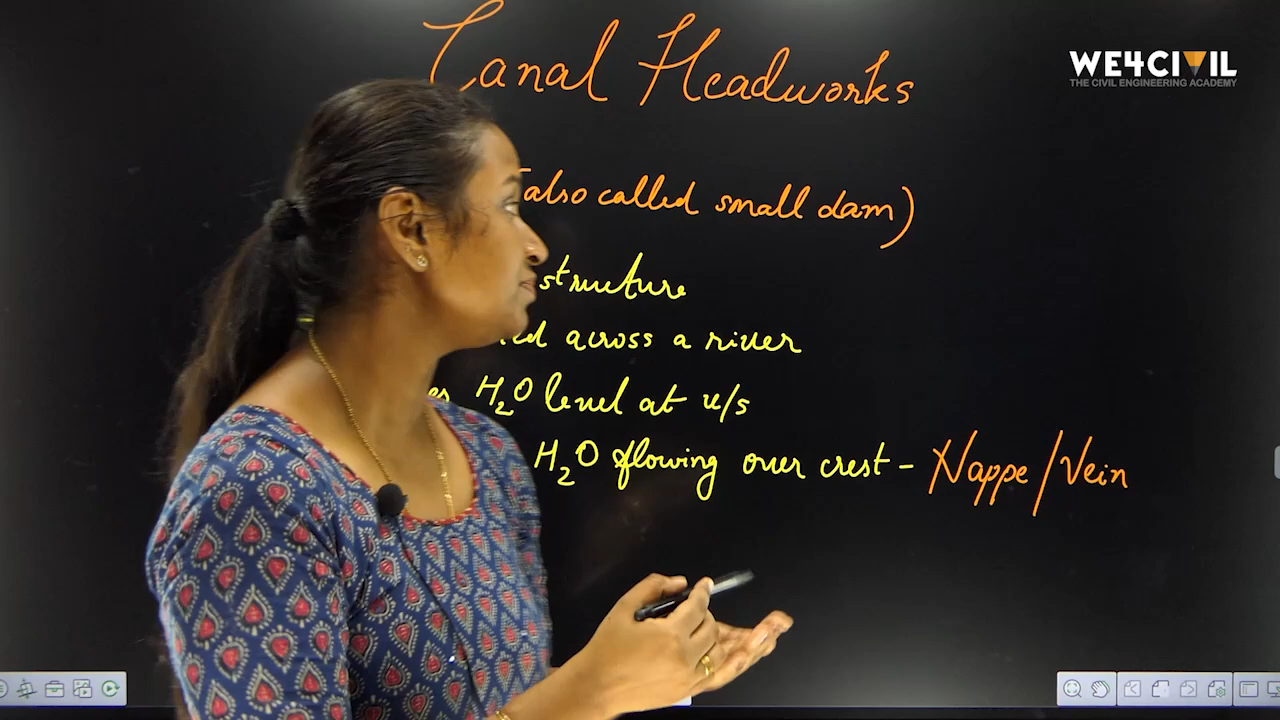 Canal Headworks
WE4CIVIL
THE CIVIL ENGINEERING ACADEMY
(also called small dam)
structure
across a river
H₂O level at u/s
H₂O flowing over crest - Nappe/Vein